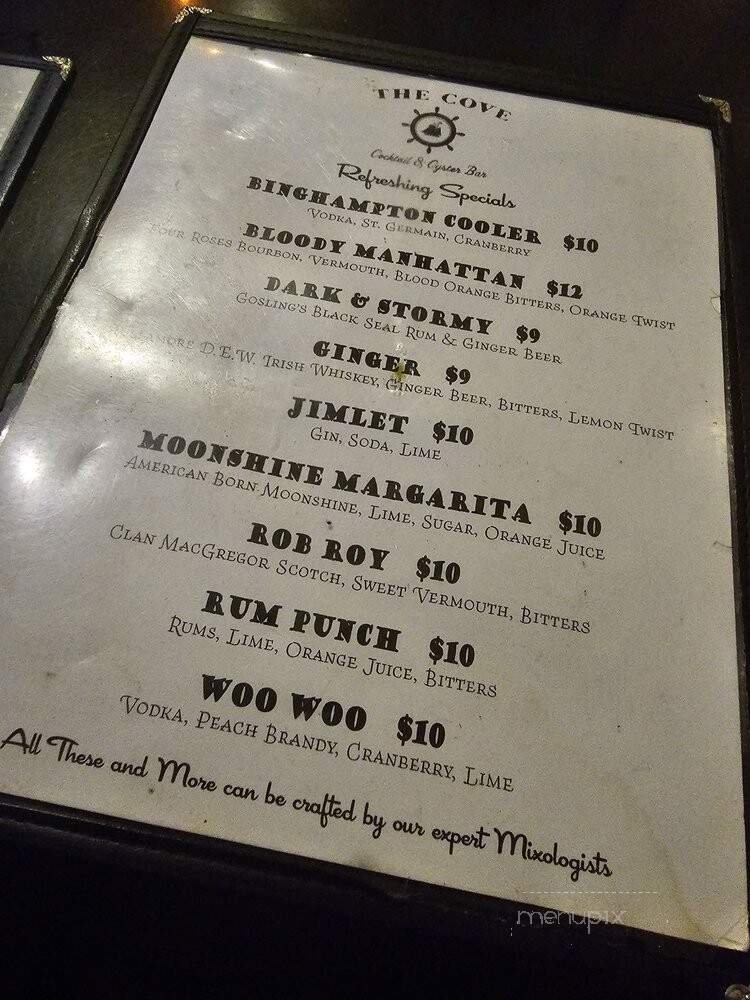 THE COVE
Cocktail & Oyster Bar
Refreshing Specials
BINGHAMPTON COOLER $10
VODKA, ST. GERMAIN, CRANBERRY
BLOODY MANHATTAN $12
FOUR ROSES BOURBON, VERMOUTH, BLOOD ORANGE BITTERS, ORANGE TWIST
DARK & STORMY $9
GOSLING'S BLACK SEAL RUM & GINGER BEER
GINGER $9
D.E.W. IRISH WHISKEY, GINGER BEER, BITTERS, LEMON TWIST
JIMLET $10
GIN, SODA, LIME
MOONSHINE MARGARITA $10
AMERICAN BORN MOONSHINE, LIME, SUGAR, ORANGE JUICE
ROB ROY $10
CLAN MACGREGOR SCOTCH, SWEET VERMOUTH, BITTERS
RUM PUNCH $10
RUMS, LIME, ORANGE JUICE, BITTERS
WOO WOO $10
VODKA, PEACH BRANDY, CRANBERRY, LIME
All These and More can be crafted by our expert Mixologists
menupix